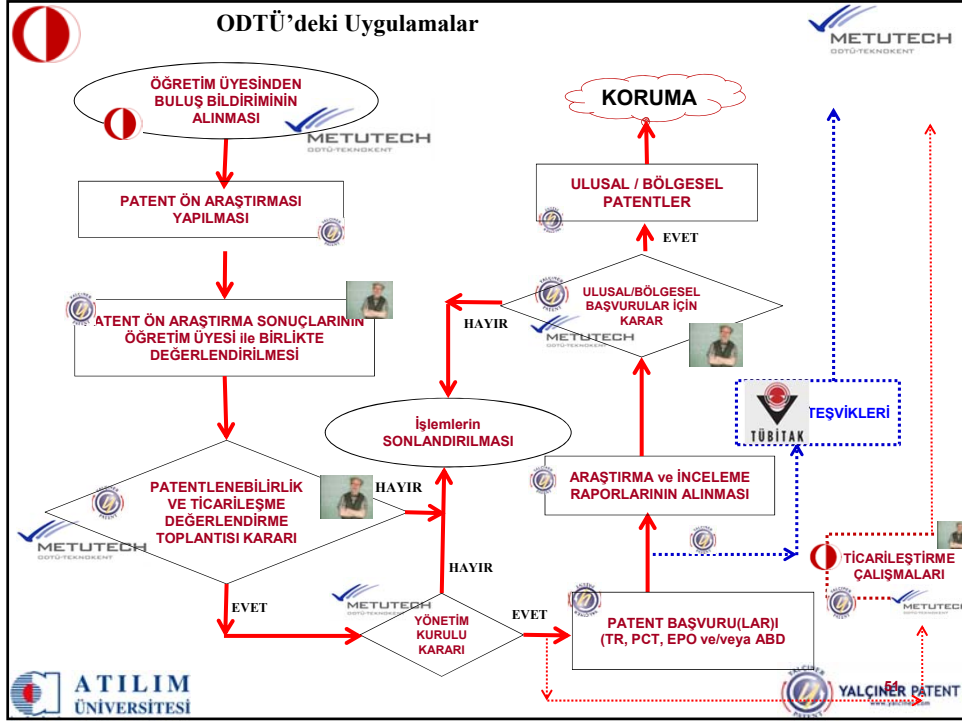 ODTÜ’deki Uygulamalar
METUTECH
ODTÜ-TEKNOKENT
ÖĞRETİM ÜYESİNDEN
BULUŞ BİLDİRİMİNİN
ALINMASI
METUTECH
ODTÜ-TEKNOKENT
PATENT ÖN ARAŞTIRMASI
YAPILMASI
ATENT ÖN ARAŞTIRMA SONUÇLARININ
ÖĞRETİM ÜYESİ ile BİRLİKTE
DEĞERLENDİRİLMESİ
PATENTLENEBİLİRLİK
VE TİCARİLEŞME
DEĞERLENDİRME
TOPLANTISI KARARI
METUTECH
ODTÜ-TEKNOKENT
HAYIR
EVET
HAYIR
METUTECH
YÖNETİM
KURULU
KARARI
EVET
İşlemlerin
SONLANDIRILMASI
KORUMA
ULUSAL / BÖLGESEL
PATENTLER
EVET
ULUSAL/BÖLGESEL
BAŞVURULAR İÇİN
KARAR
METUTECH
ODTÜ-TEKNOKENT
HAYIR
ARAŞTIRMA ve İNCELEME
RAPORLARININ ALINMASI
PATENT BAŞVURU(LAR)I
(TR, PCT, EPO ve/veya ABD
TÜBİTAK
TEŞVİKLERİ
TİCARİLEŞTİRME
ÇALIŞMALARI
METUTECH
ATILIM
ÜNİVERSİTESİ
51
YALÇINER PATENT
www.yalciner.com